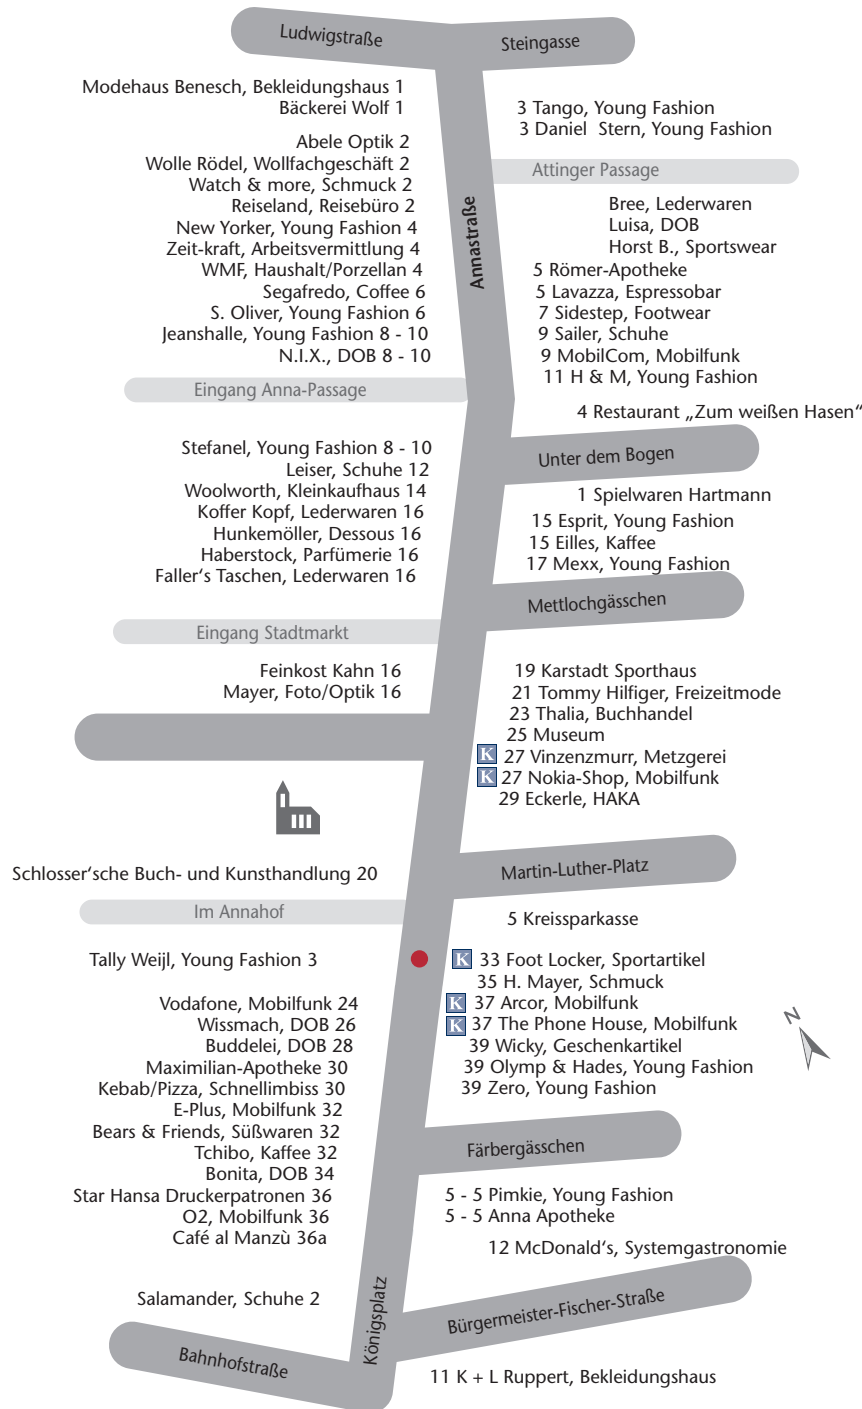 Ludwigstraße
Steingasse
Modehaus Benesch, Bekleidungshaus 1
Bäckerei Wolf 1
Abele Optik 2
Wolle Rödel, Wollfachgeschäft 2
Watch & more, Schmuck 2
Reiseland, Reisebüro 2
New Yorker, Young Fashion 4
Zeit-kraft, Arbeitsvermittlung 4
WMF, Haushalt/Porzellan 4
Segafredo, Coffee 6
S. Oliver, Young Fashion 6
Jeanshalle, Young Fashion 8 - 10
N.I.X., DOB 8 - 10
Eingang Anna-Passage
Annastraße
3 Tango, Young Fashion
3 Daniel Stern, Young Fashion
Attinger Passage
Bree, Lederwaren
Luisa, DOB
Horst B., Sportswear
5 Römer-Apotheke
5 Lavazza, Espressobar
7 Sidestep, Footwear
9 Sailer, Schuhe
9 MobilCom, Mobilfunk
11 H & M, Young Fashion
4 Restaurant „Zum weißen Hasen“
Unter dem Bogen
Stefanel, Young Fashion 8 - 10
Leiser, Schuhe 12
Woolworth, Kleinkaufhaus 14
Koffer Kopf, Lederwaren 16
Hunkemöller, Dessous 16
Haberstock, Parfümerie 16
Faller‘s Taschen, Lederwaren 16
Eingang Stadtmarkt
1 Spielwaren Hartmann
15 Esprit, Young Fashion
15 Eilles, Kaffee
17 Mexx, Young Fashion
Mettlochgässchen
Feinkost Kahn 16
Mayer, Foto/Optik 16
19 Karstadt Sporthaus
21 Tommy Hilfiger, Freizeitmode
23 Thalia, Buchhandel
25 Museum
K 27 Vinzenzmurr, Metzgerei
K 27 Nokia-Shop, Mobilfunk
29 Eckerle, HAKA
Martin-Luther-Platz
Schlosser‘sche Buch- und Kunsthandlung 20
Im Annahof
5 Kreissparkasse
Tally Weijl, Young Fashion 3
Vodafone, Mobilfunk 24
Wissmach, DOB 26
Buddelei, DOB 28
Maximilian-Apotheke 30
Kebab/Pizza, Schnellimbiss 30
E-Plus, Mobilfunk 32
Bears & Friends, Süßwaren 32
Tchibo, Kaffee 32
Bonita, DOB 34
Star Hansa Druckerpatronen 36
O2, Mobilfunk 36
Café al Manzù 36a
K 33 Foot Locker, Sportartikel
35 H. Mayer, Schmuck
K 37 Arcor, Mobilfunk
K 37 The Phone House, Mobilfunk
39 Wicky, Geschenkartikel
39 Olymp & Hades, Young Fashion
39 Zero, Young Fashion
N
Färbergässchen
5 - 5 Pimkie, Young Fashion
5 - 5 Anna Apotheke
12 McDonald‘s, Systemgastronomie
Salamander, Schuhe 2
Königsplatz
Bürgermeister-Fischer-Straße
Bahnhofstraße
11 K + L Ruppert, Bekleidungshaus